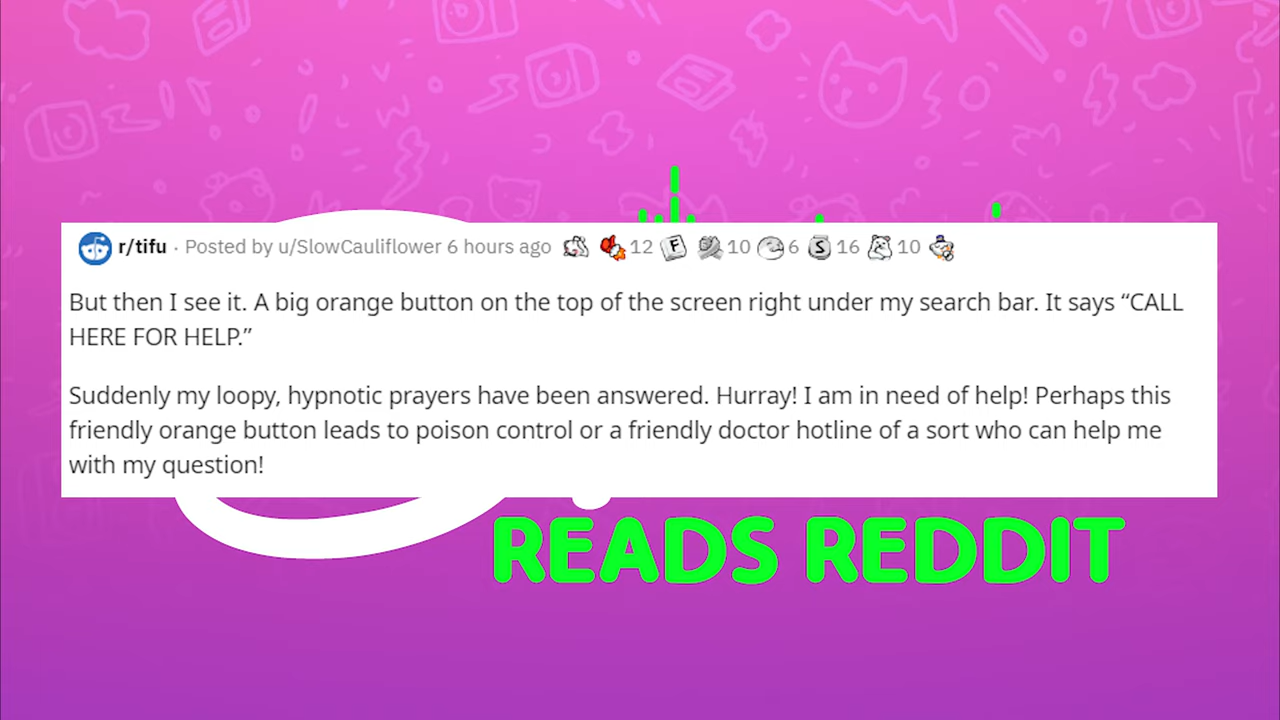 r/tifu · Posted by u/SlowCauliflower 6 hours ago 12 F 10 6 S 16 10
But then I see it. A big orange button on the top of the screen right under my search bar. It says “CALL
HERE FOR HELP.”
Suddenly my loopy, hypnotic prayers have been answered. Hurray! I am in need of help! Perhaps this
friendly orange button leads to poison control or a friendly doctor hotline of a sort who can help me
with my question!
READS REDDIT